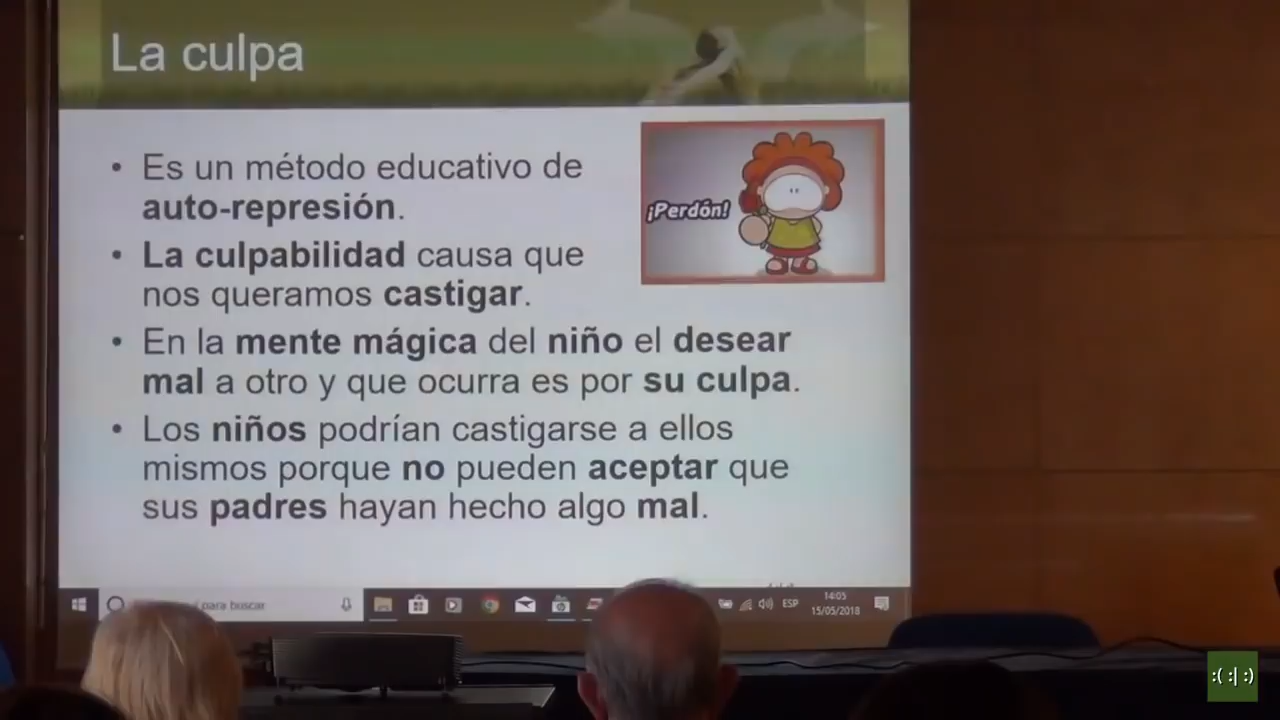 La culpa
• Es un método educativo de
auto-represión.
¡Perdón!
• La culpabilidad causa que
nos queramos castigar.
• En la mente mágica del niño el desear
mal a otro y que ocurra es por su culpa.
• Los niños podrían castigarse a ellos
mismos porque no pueden aceptar que
sus padres hayan hecho algo mal.
para buscar
ESP
14:05
15/05/2018
:( :| :)